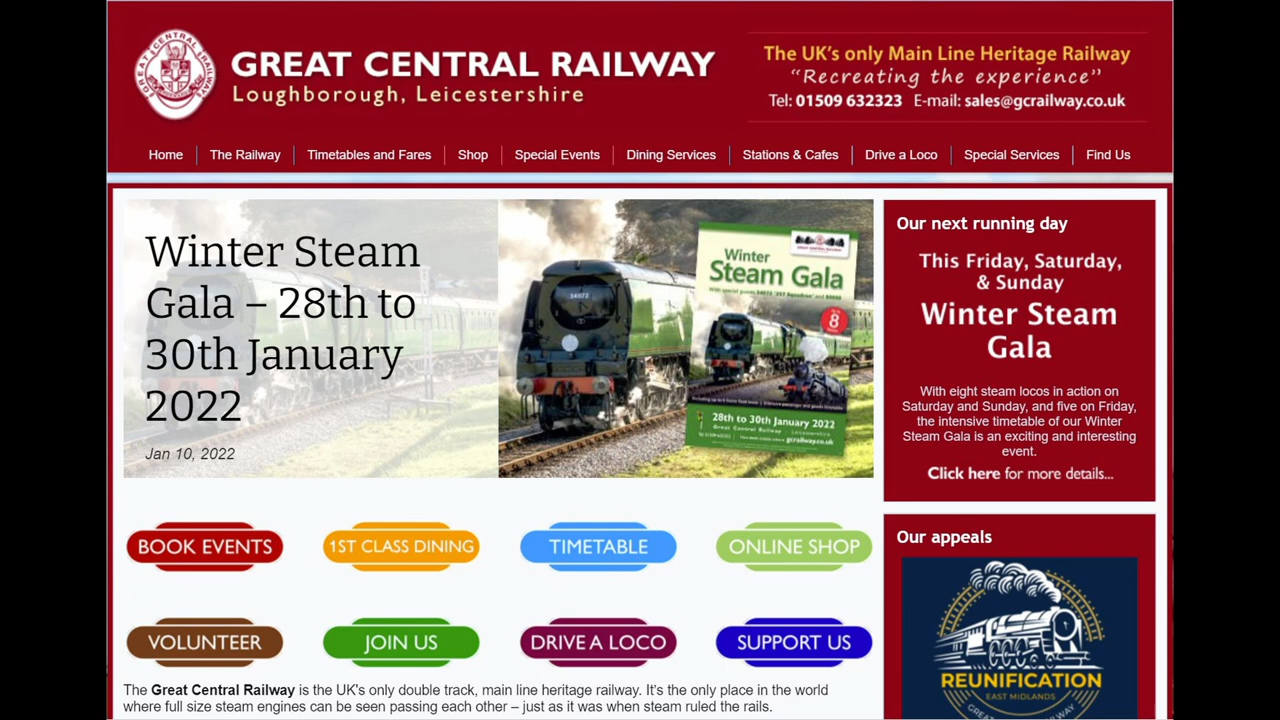 GREAT CENTRAL RAILWAY
Loughborough, Leicestershire
The UK's only Main Line Heritage Railway
"Recreating the experience"
Tel: 01509 632323 E-mail: sales@gcrailway.co.uk
Home The Railway Timetables and Fares Shop Special Events Dining Services Stations & Cafes Drive a Loco Special Services Find Us
Winter Steam
Gala – 28th to
30th January
2022
Jan 10, 2022
34072
Winter
Steam Gala
8
28th to 30th January 2022
Great Central Railway
gcrailway.co.uk
Our next running day
This Friday, Saturday,
& Sunday
Winter Steam
Gala
With eight steam locos in action on
Saturday and Sunday, and five on Friday,
the intensive timetable of our Winter
Steam Gala is an exciting and interesting
event.
Click here for more details...
BOOK EVENTS
1ST CLASS DINING
TIMETABLE
ONLINE SHOP
VOLUNTEER
JOIN US
DRIVE A LOCO
SUPPORT US
The Great Central Railway is the UK's only double track, main line heritage railway. It's the only place in the world
where full size steam engines can be seen passing each other – just as it was when steam ruled the rails.
Our appeals
REUNIFICATION
EAST MIDLANDS